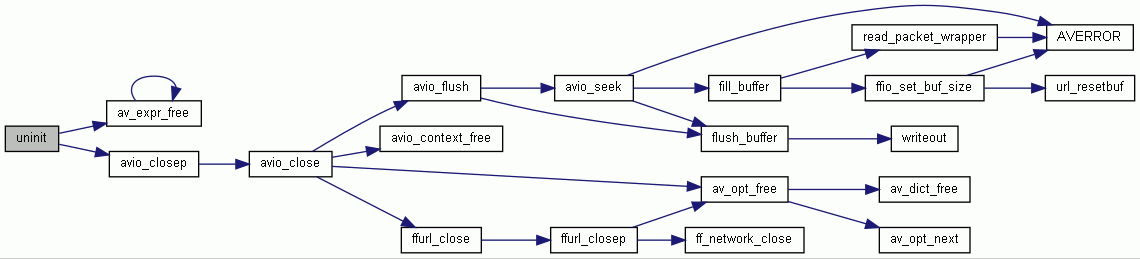 uninit
av_expr_free
avio_closep
avio_close
avio_flush
avio_context_free
ffurl_close
avio_seek
ffurl_closep
fill_buffer
flush_buffer
av_opt_free
ff_network_close
read_packet_wrapper
ffio_set_buf_size
writeout
av_dict_free
av_opt_next
AVERROR
url_resetbuf